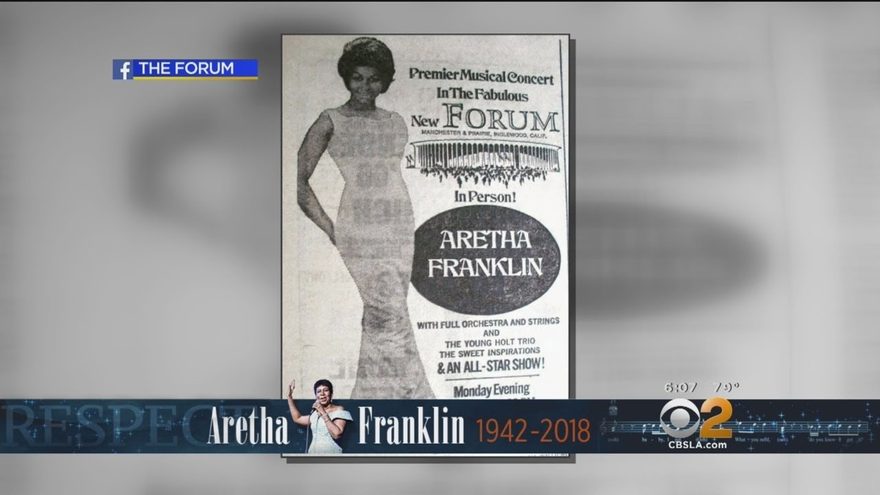 f THE FORUM
Premier Musical Concert
In The Fabulous
New FORUM
MANCHESTER & PRAIRIE, INGLEWOOD, CALIF.
In Person!
ARETHA
FRANKLIN
WITH FULL ORCHESTRA AND STRINGS
AND
THE YOUNG HOLT TRIO
THE SWEET INSPIRATIONS
& AN ALL-STAR SHOW!
Monday Evening
6:07 79°
RESPECT
Aretha Franklin 1942-2018
CBS 2
CBSLA.com